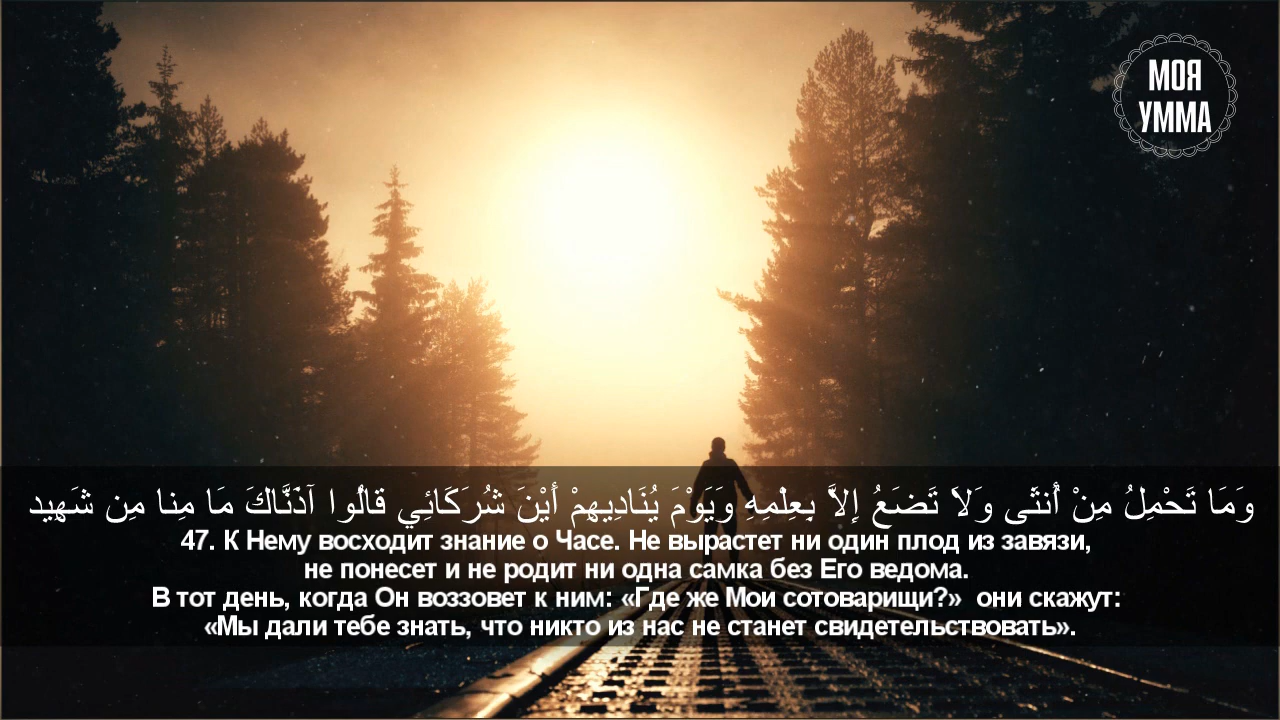 МОЯ
УММА
وَمَا تَحْمِلُ مِنْ أُنثَى وَلَا تَضَعُ إِلاَّ بِعِلْمِهِ وَيَوْمَ يُنَادِيهِمْ أَيْنَ شُرَكَائِي قَالُوا آذَنَّاكَ مَا مِنا مِن شَهِيد
47. К Нему восходит знание о Часе. Не вырастет ни один плод из завязи,
не понесет и не родит ни одна самка без Его ведома.
В тот день, когда Он воззовет к ним: «Где же Мои сотоварищи?»  они скажут:
«Мы дали тебе знать, что никто из нас не станет свидетельствовать».